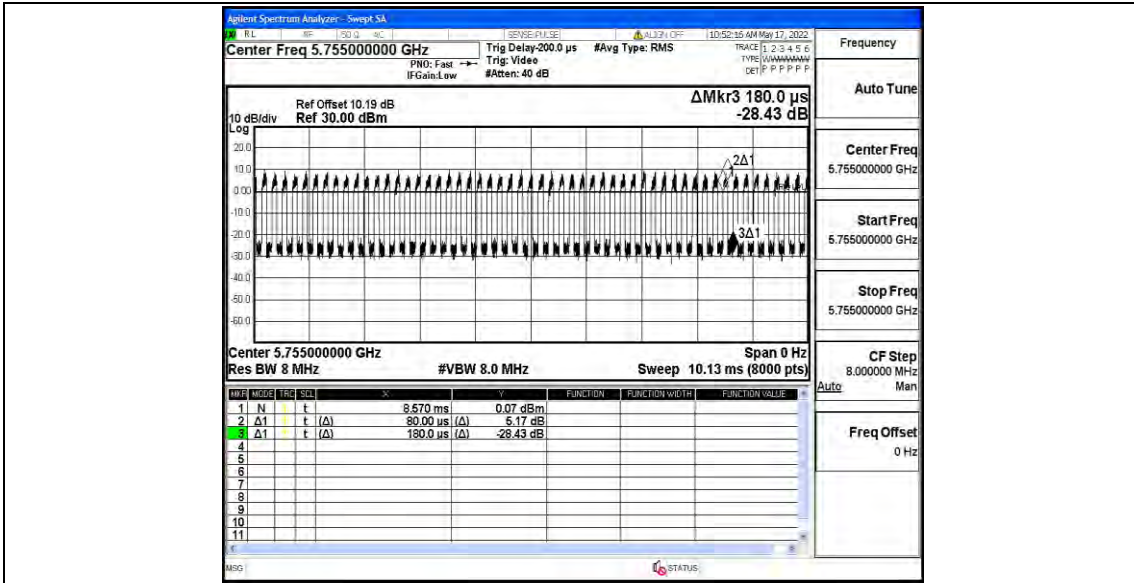 Agilent Spectrum Analyzer - Swept SA
RL RF 50 Ω AC SENSE:PULSE ALIGN OFF 10:52:16 AM May 17, 2022
Center Freq 5.755000000 GHz
PNO: Fast
IFGain:Low
Trig Delay-200.0 µs
Trig: Video
#Atten: 40 dB
#Avg Type: RMS
TRACE 1 2 3 4 5 6
TYPE WWWWWW
DET P P P P P P
ΔMkr3 180.0 µs
-28.43 dB
Ref Offset 10.19 dB
10 dB/div Ref 30.00 dBm
Log
20.0
10.0
0.00
-10.0
-20.0
-30.0
-40.0
-50.0
-60.0
2Δ1
3Δ1
Center 5.755000000 GHz Span 0 Hz
Res BW 8 MHz #VBW 8.0 MHz Sweep 10.13 ms (8000 pts)
MKR MODE TRC SCL X Y FUNCTION FUNCTION WIDTH FUNCTION VALUE
1 N t 8.570 ms 0.07 dBm
2 Δ1 t (Δ) 80.00 µs (Δ) 5.17 dB
3 Δ1 t (Δ) 180.0 µs (Δ) -28.43 dB
4
5
6
7
8
9
10
11
MSG STATUS
Frequency
Auto Tune
Center Freq
5.755000000 GHz
Start Freq
5.755000000 GHz
Stop Freq
5.755000000 GHz
CF Step
8.000000 MHz
Auto Man
Freq Offset
0 Hz